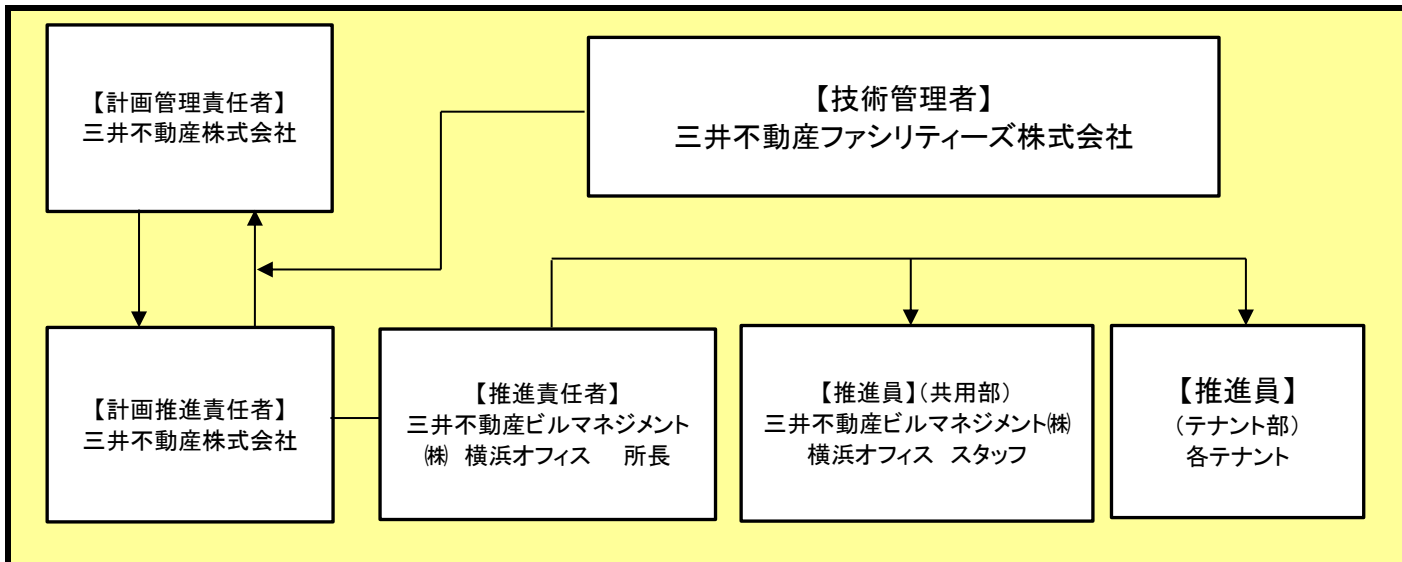 【計画管理責任者】
三井不動産株式会社
【技術管理者】
三井不動産ファシリティーズ株式会社
【計画推進責任者】
三井不動産株式会社
【推進責任者】
三井不動産ビルマネジメント
㈱ 横浜オフィス　所長
【推進員】(共用部)
三井不動産ビルマネジメント㈱
横浜オフィス スタッフ
【推進員】
(テナント部)
各テナント